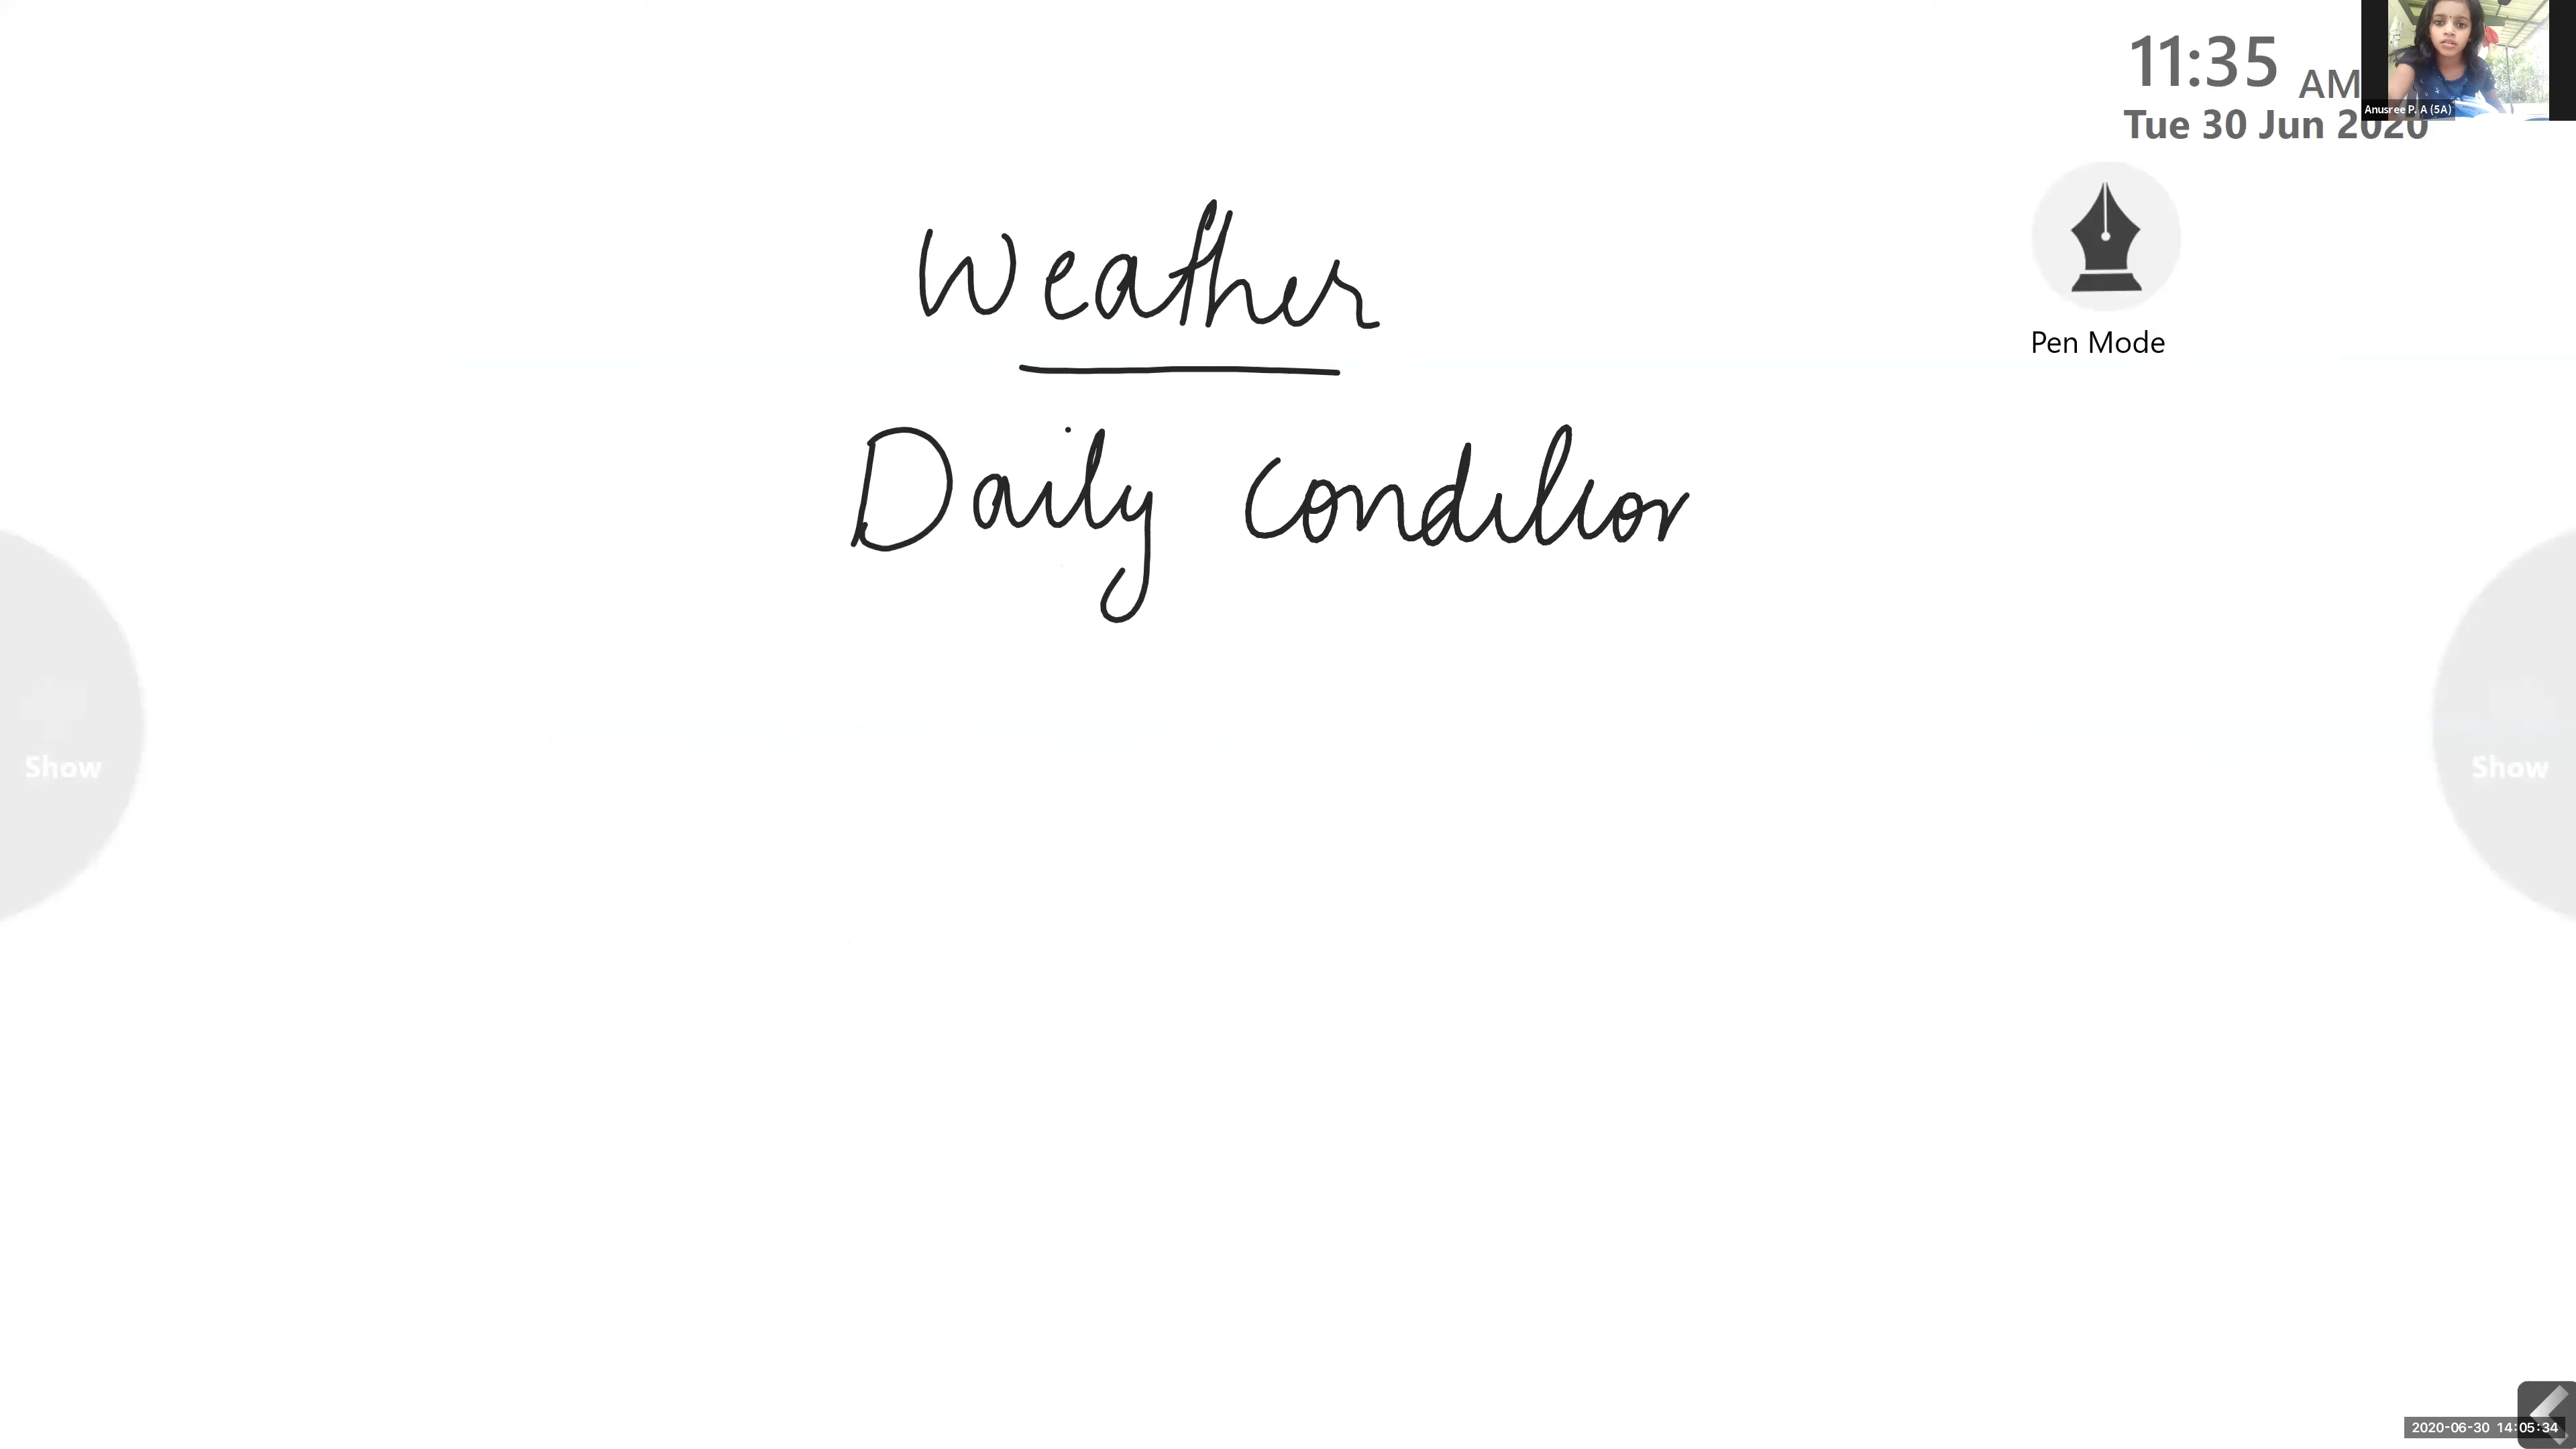 11:35 AM
Anusree P. A (5A)
Tue 30 Jun 2020
Weather
Pen Mode
Daily condition
Show
Show
2020-06-30 14:05:34